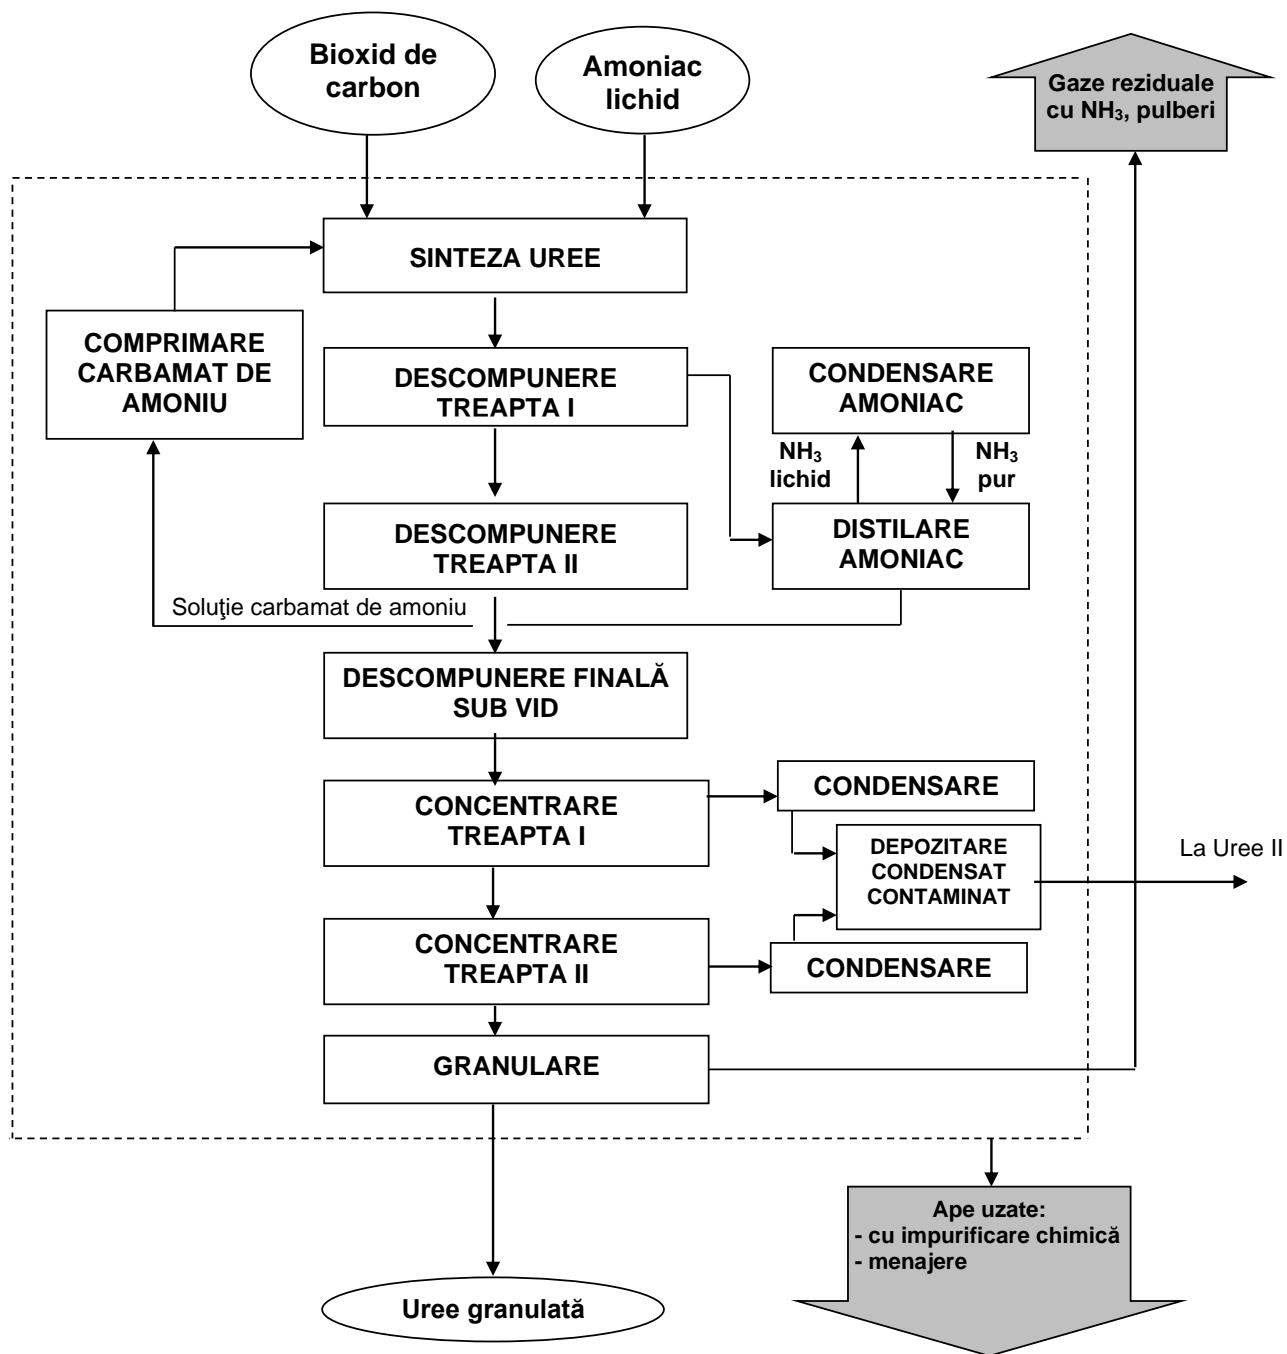 Bioxid de
carbon
Amoniac
lichid
Gaze reziduale
cu NH₃, pulberi
SINTEZA UREE
COMPRIMARE
CARBAMAT DE
AMONIU
DESCOMPUNERE
TREAPTA I
CONDENSARE
AMONIAC
NH₃
lichid
NH₃
pur
DESCOMPUNERE
TREAPTA II
DISTILARE
AMONIAC
Soluţie carbamat de amoniu
DESCOMPUNERE FINALĂ
SUB VID
CONCENTRARE
TREAPTA I
CONDENSARE
DEPOZITARE
CONDENSAT
CONTAMINAT
La Uree II
CONCENTRARE
TREAPTA II
CONDENSARE
GRANULARE
Ape uzate:
- cu impurificare chimică
- menajere
Uree granulată